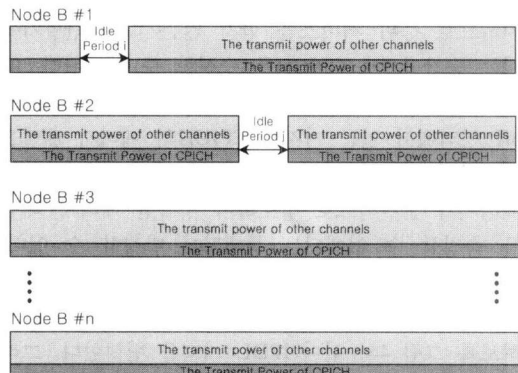 Node B #1
Idle
Period i
The transmit power of other channels
The Transmit Power of CPICH
Node B #2
The transmit power of other channels
The Transmit Power of CPICH
Idle
Period j
The transmit power of other channels
The Transmit Power of CPICH
Node B #3
The transmit power of other channels
The Transmit Power of CPICH
Node B #n
The transmit power of other channels
The Transmit Power of CPICH